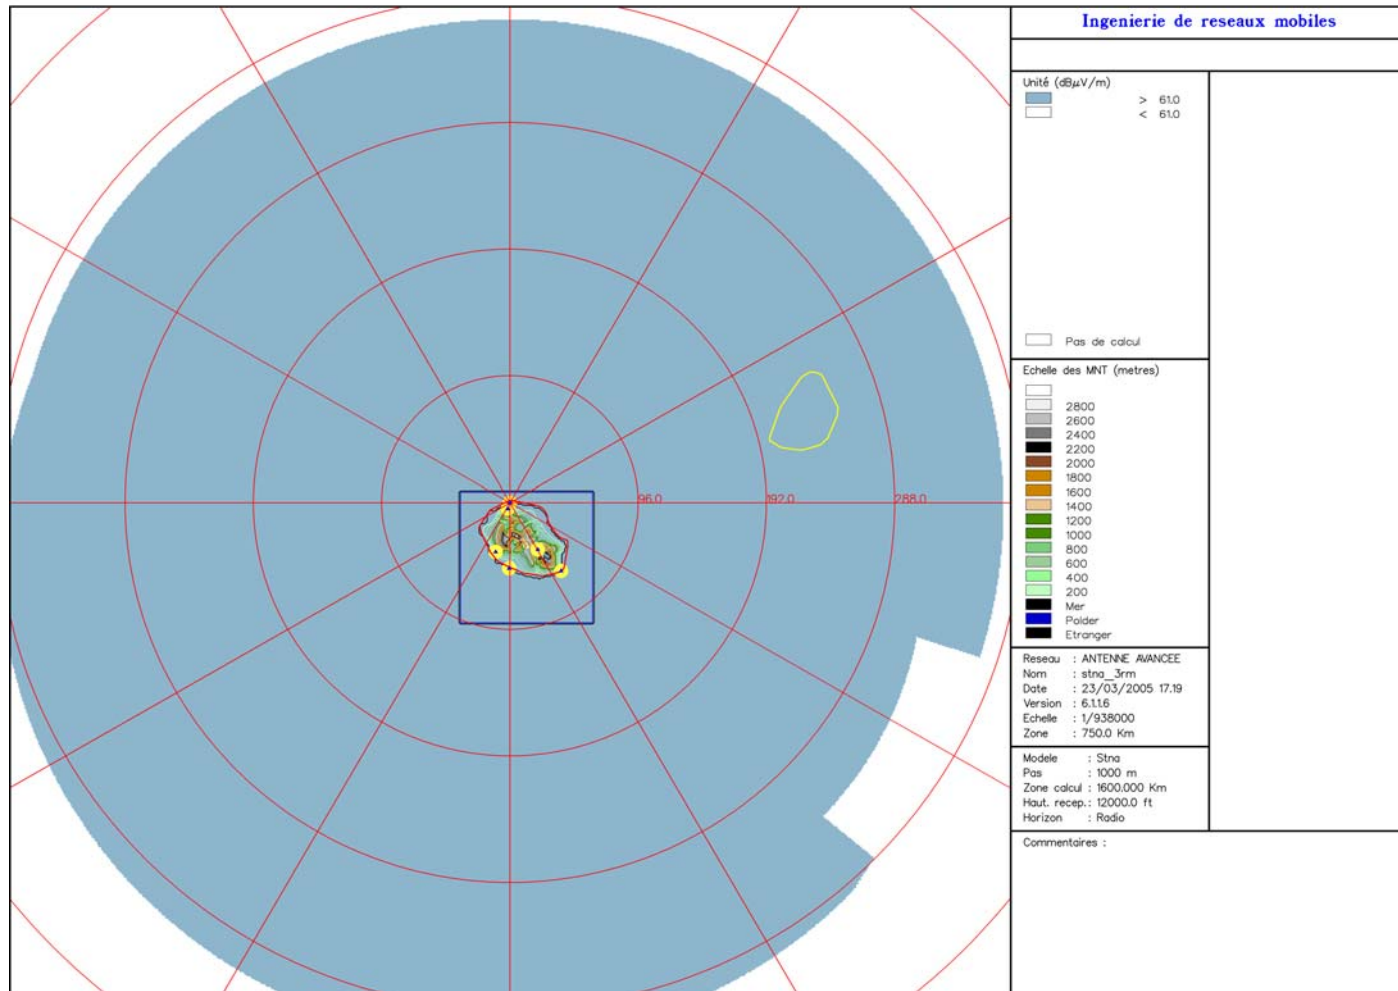 Ingenierie de reseaux mobiles
Unité (dBµV/m)
> 61.0
< 61.0
Pas de calcul
Echelle des MNT (metres)
2800
2600
2400
2200
2000
1800
1600
1400
1200
1000
800
600
400
200
Mer
Polder
Etranger
96.0 192.0 288.0
Reseau : ANTENNE AVANCEE
Nom : stna_3rm
Date : 23/03/2005 17.19
Version : 6.1.1.6
Echelle : 1/938000
Zone : 750.0 Km
Modele : Stna
Pas : 1000 m
Zone calcul : 1600.000 Km
Haut. recep.: 12000.0 ft
Horizon : Radio
Commentaires :